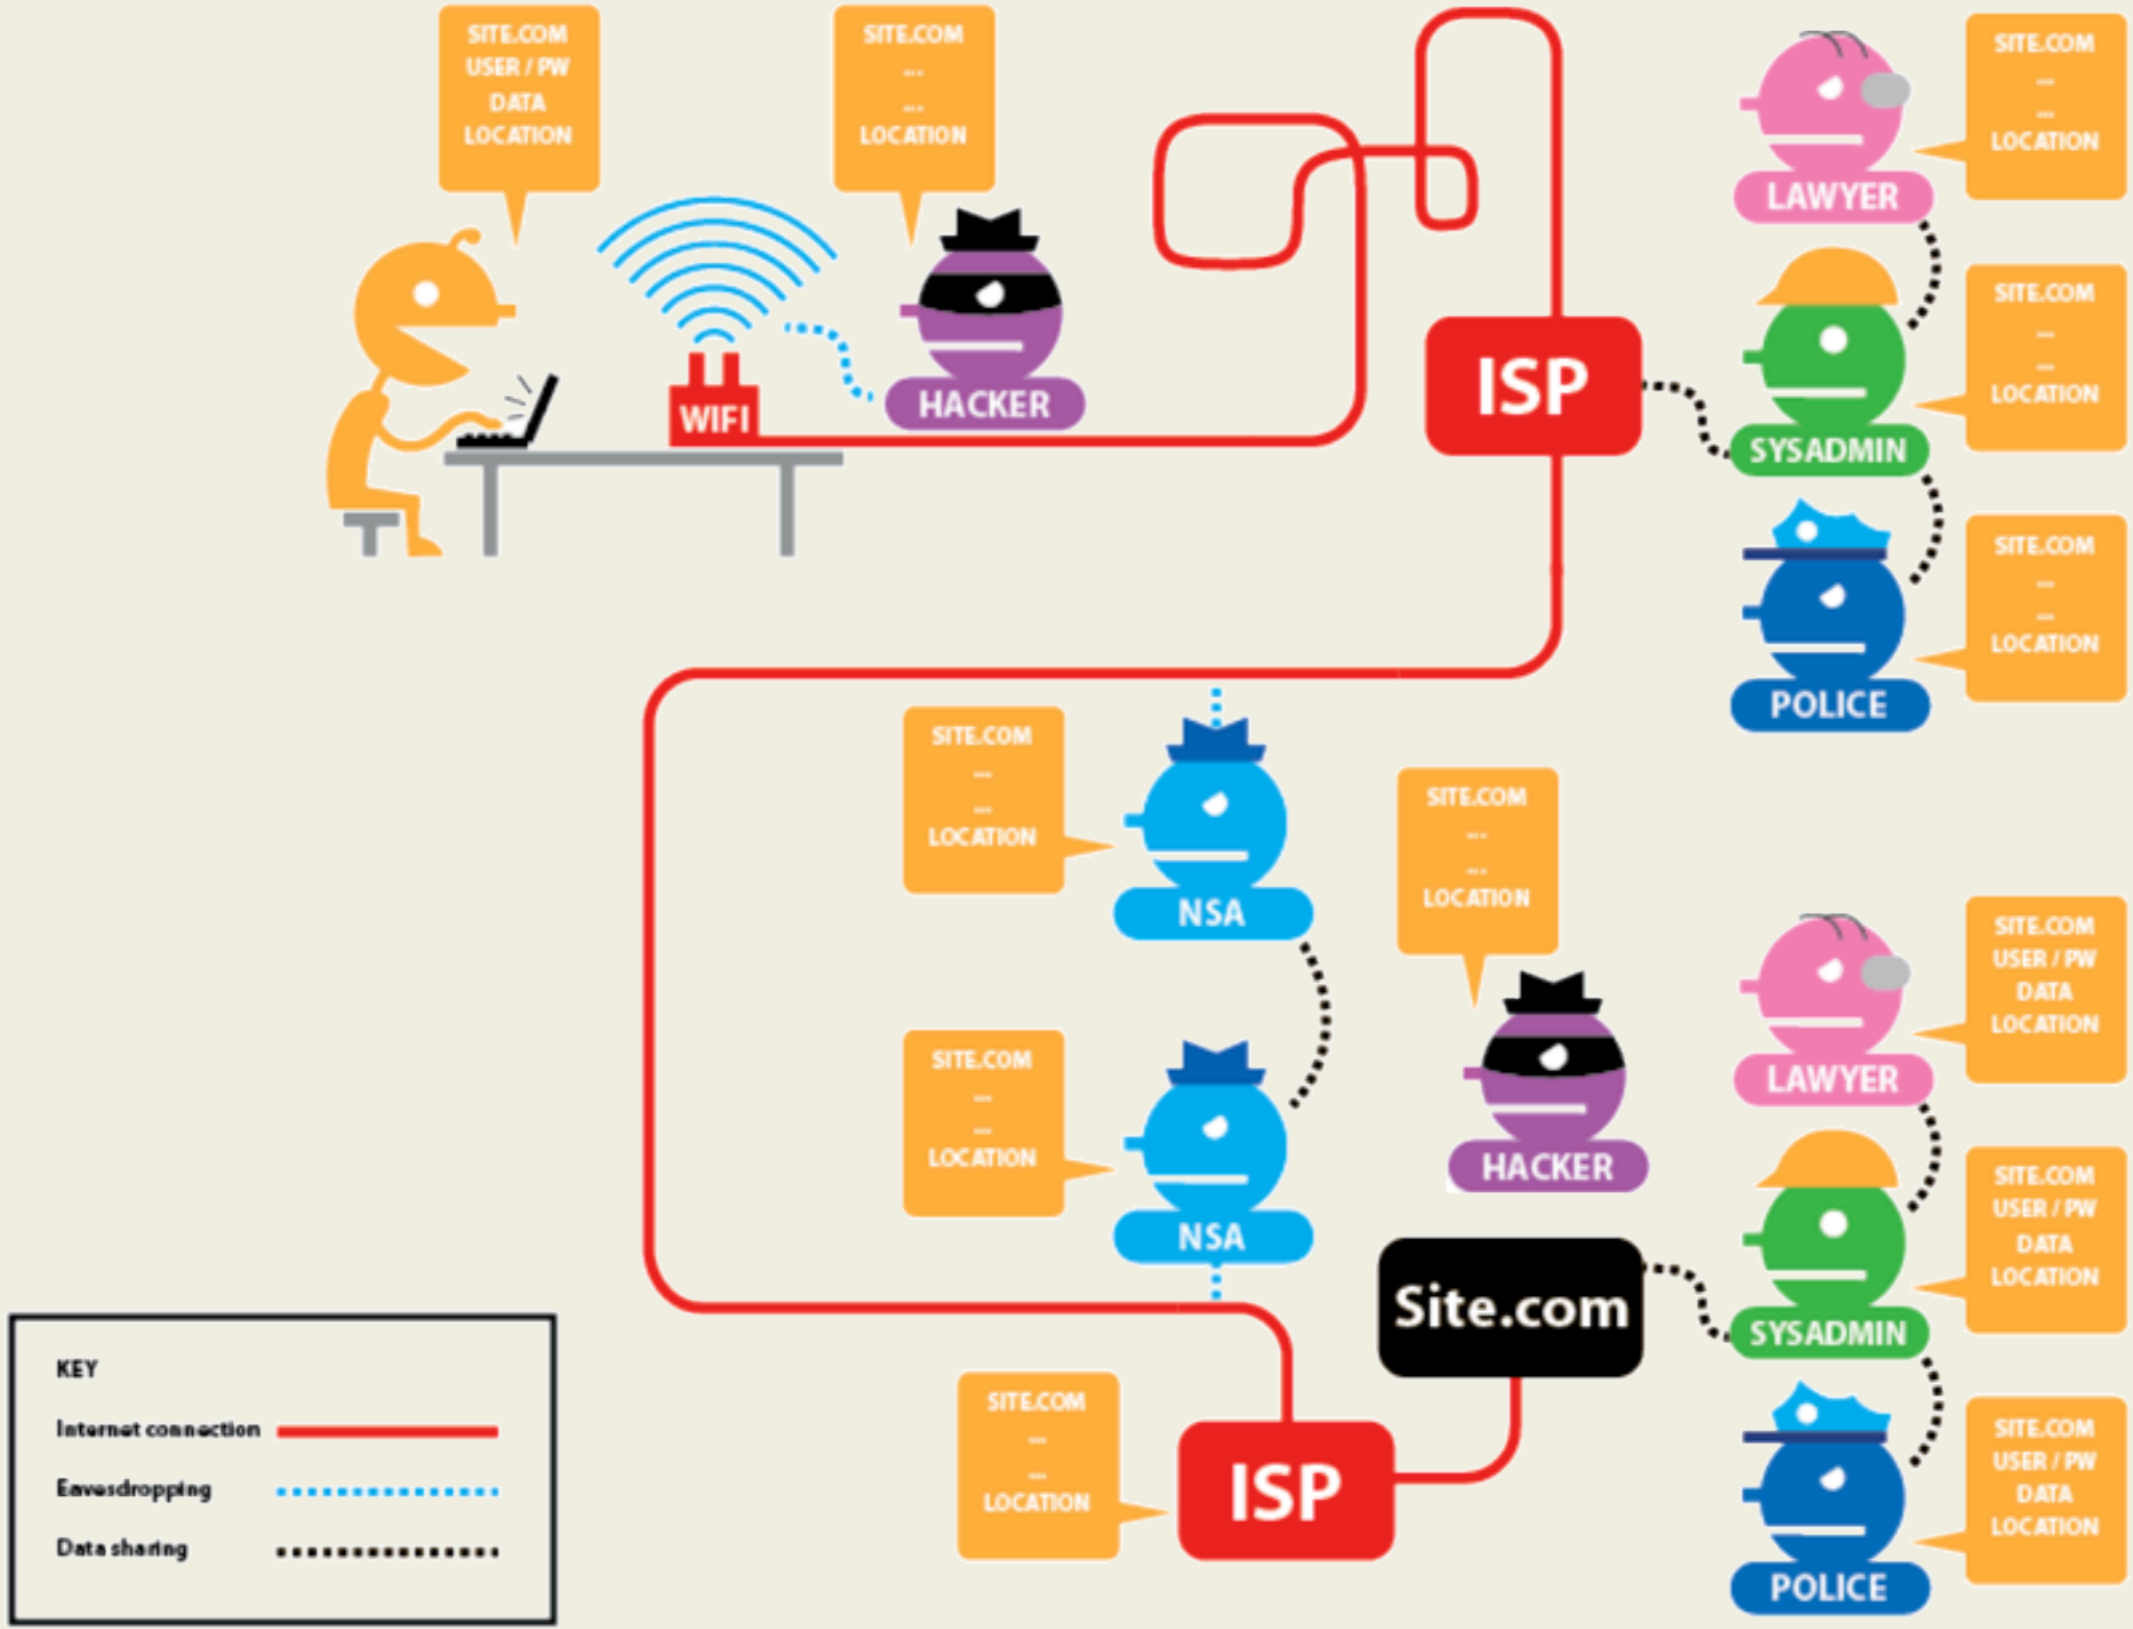 SITE.COM
USER / PW
DATA
LOCATION
SITE.COM
...
...
LOCATION
WIFI
HACKER
ISP
SITE.COM
...
...
LOCATION
LAWYER
SITE.COM
...
...
LOCATION
SYSADMIN
SITE.COM
...
...
LOCATION
POLICE
SITE.COM
...
...
LOCATION
NSA
SITE.COM
...
...
LOCATION
NSA
SITE.COM
...
...
LOCATION
HACKER
Site.com
SITE.COM
USER / PW
DATA
LOCATION
LAWYER
SITE.COM
USER / PW
DATA
LOCATION
SYSADMIN
SITE.COM
USER / PW
DATA
LOCATION
POLICE
SITE.COM
...
...
LOCATION
ISP
KEY
Internet connection
Eavesdropping
Data sharing